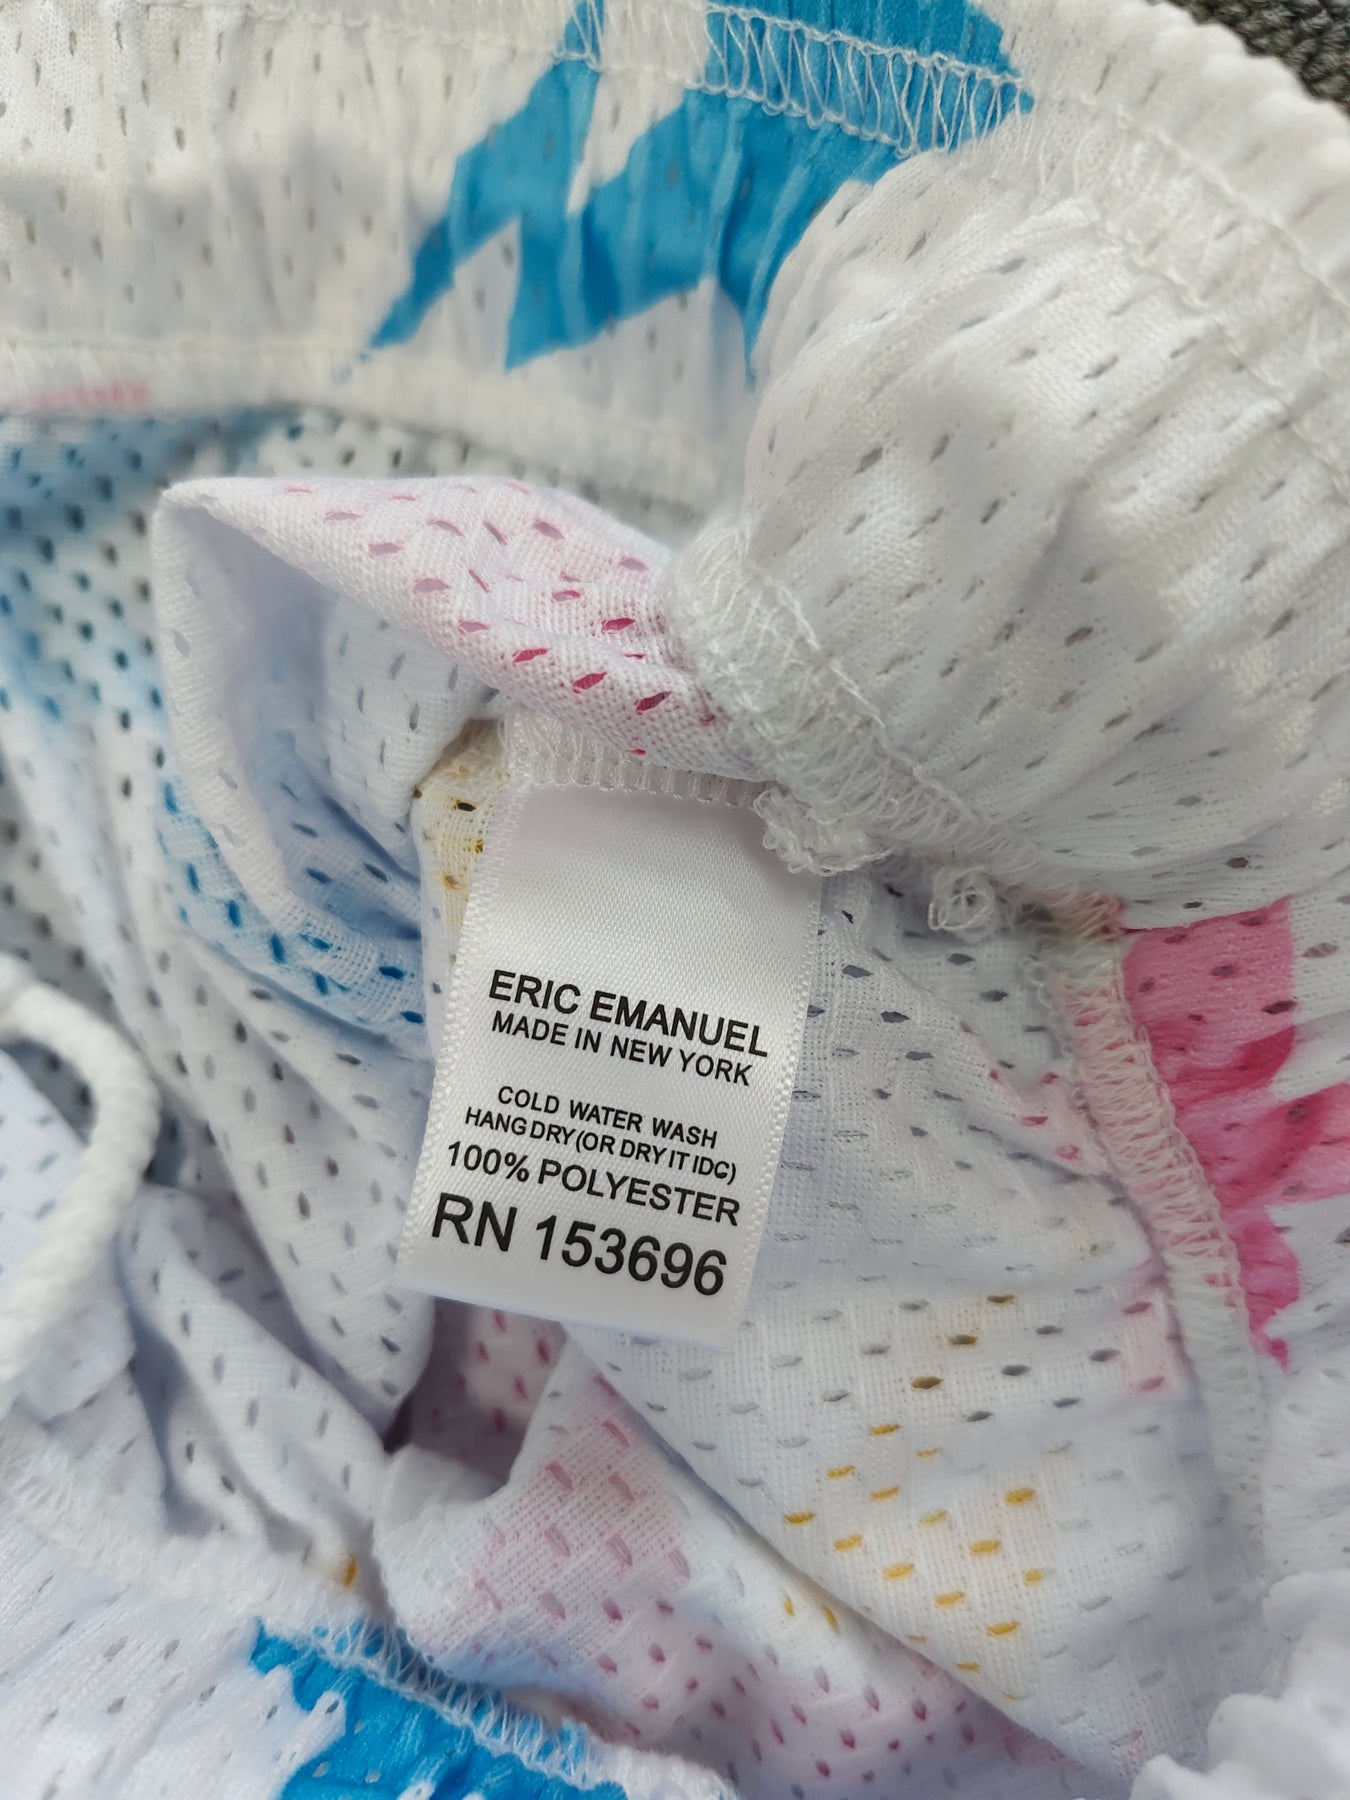 ERIC EMANUEL
MADE IN NEW YORK
COLD WATER WASH
HANG DRY (OR DRY IT IDC)
100% POLYESTER
RN 153696